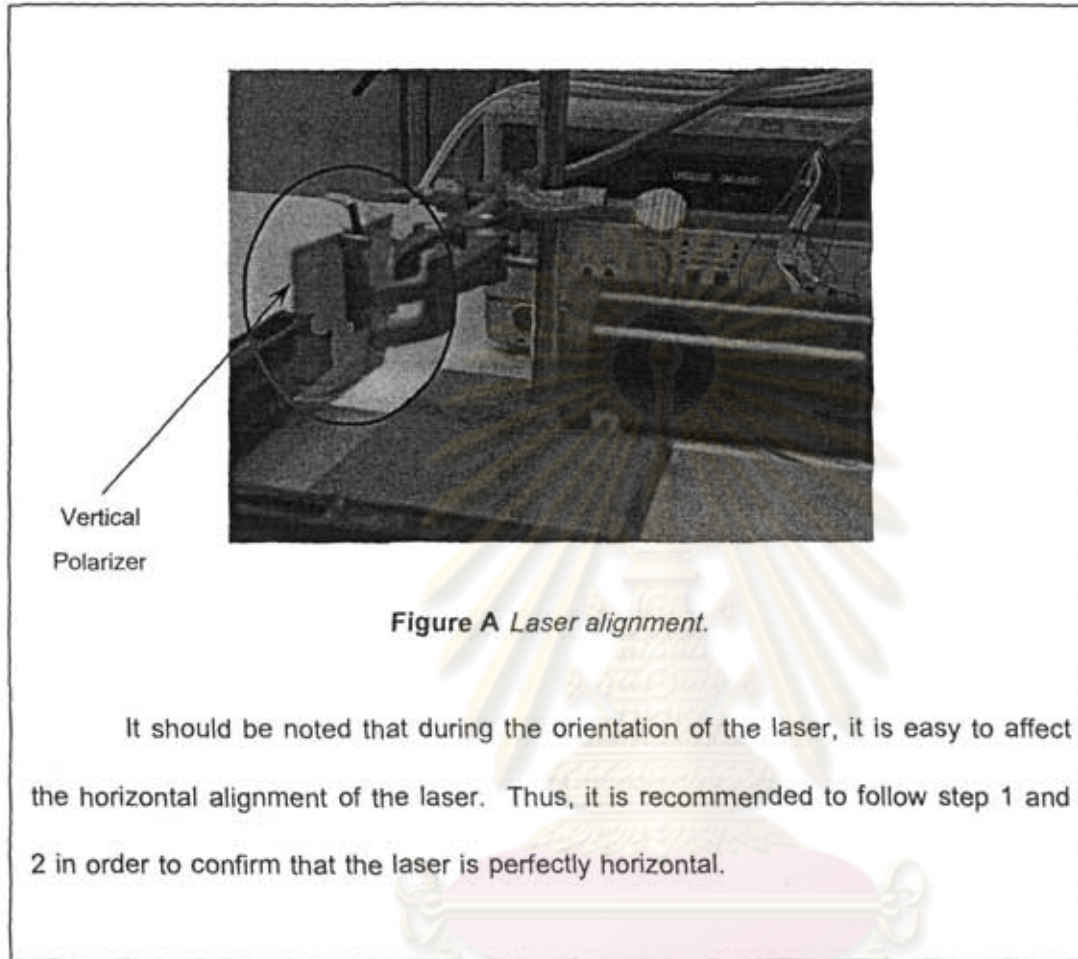 Vertical
Polarizer
Figure A Laser alignment.
It should be noted that during the orientation of the laser, it is easy to affect
the horizontal alignment of the laser. Thus, it is recommended to follow step 1 and
2 in order to confirm that the laser is perfectly horizontal.